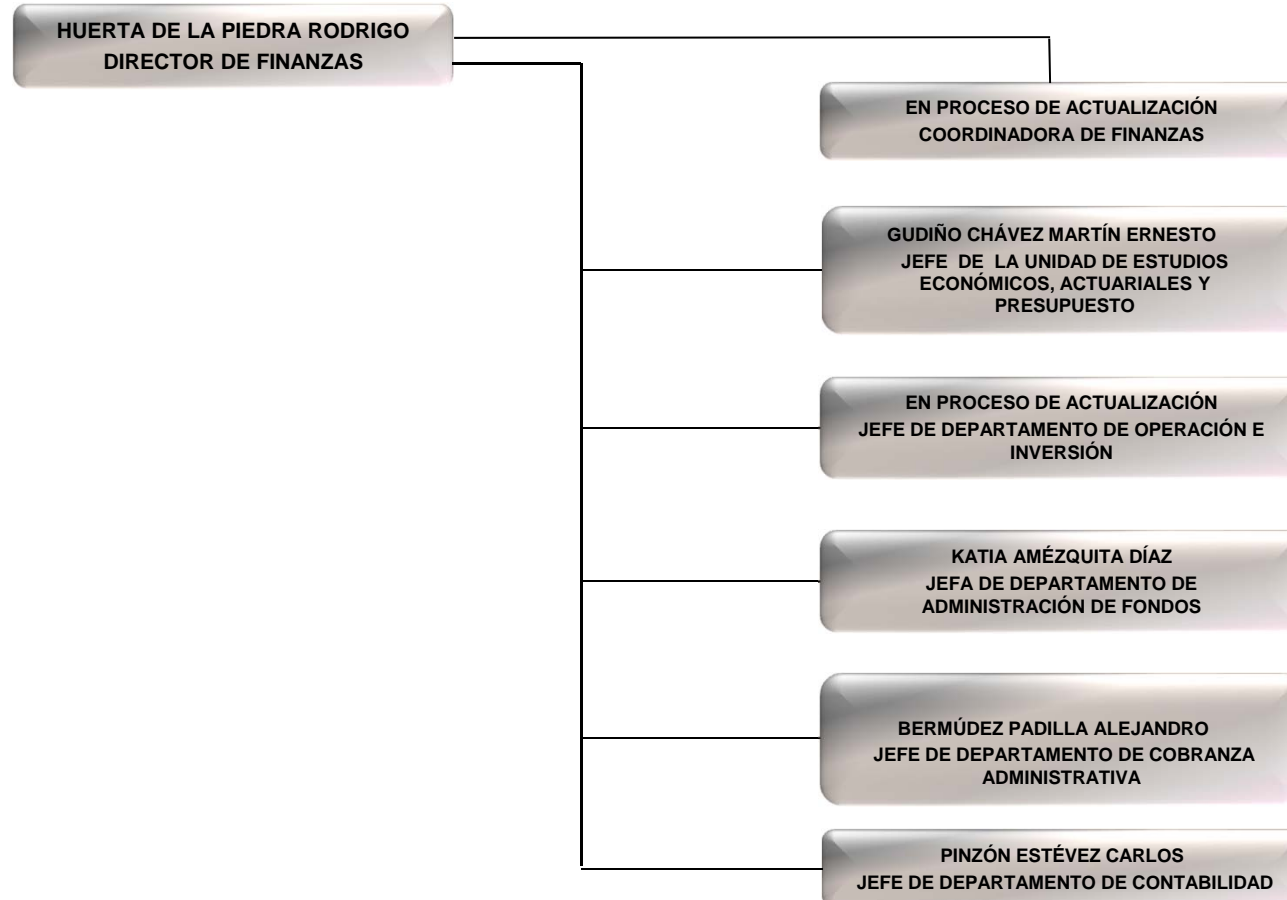 HUERTA DE LA PIEDRA RODRIGO
DIRECTOR DE FINANZAS
EN PROCESO DE ACTUALIZACIÓN
COORDINADORA DE FINANZAS
GUDIÑO CHÁVEZ MARTÍN ERNESTO
JEFE DE LA UNIDAD DE ESTUDIOS
ECONÓMICOS, ACTUARIALES Y
PRESUPUESTO
EN PROCESO DE ACTUALIZACIÓN
JEFE DE DEPARTAMENTO DE OPERACIÓN E
INVERSIÓN
KATIA AMÉZQUITA DÍAZ
JEFA DE DEPARTAMENTO DE
ADMINISTRACIÓN DE FONDOS
BERMÚDEZ PADILLA ALEJANDRO
JEFE DE DEPARTAMENTO DE COBRANZA
ADMINISTRATIVA
PINZÓN ESTÉVEZ CARLOS
JEFE DE DEPARTAMENTO DE CONTABILIDAD